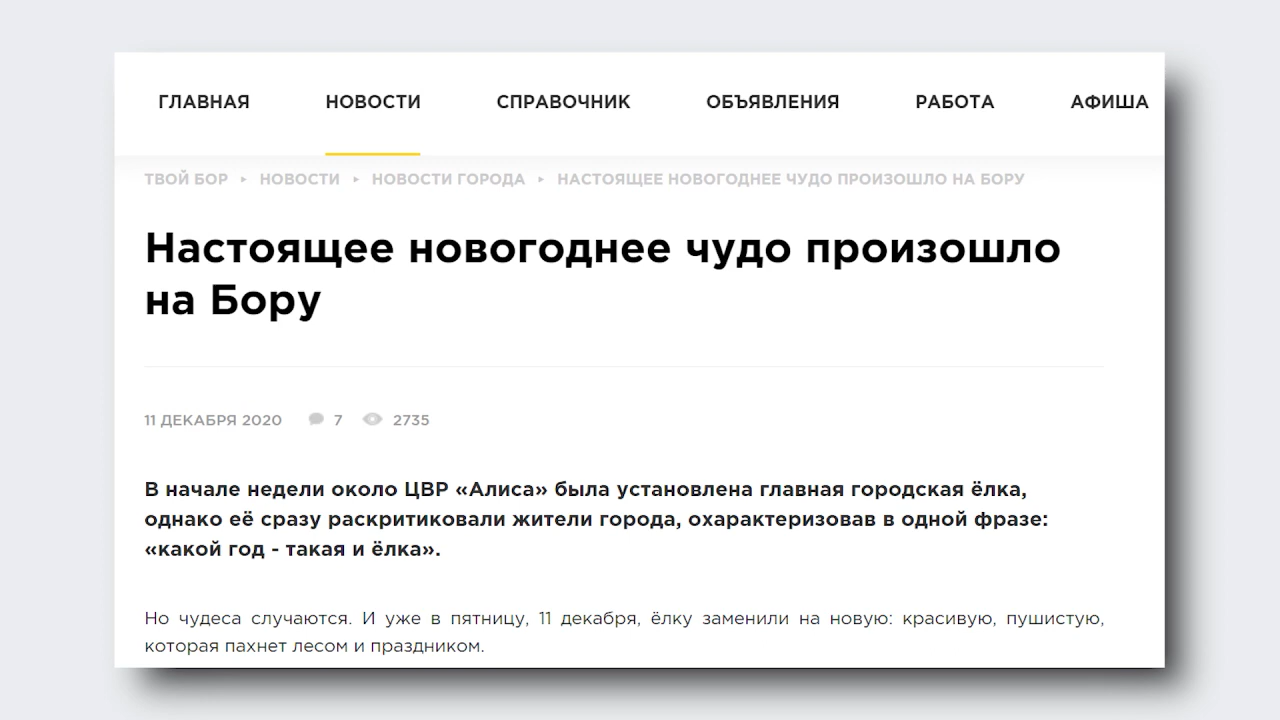 ГЛАВНАЯ НОВОСТИ СПРАВОЧНИК ОБЪЯВЛЕНИЯ РАБОТА АФИША
ТВОЙ БОР ▸ НОВОСТИ ▸ НОВОСТИ ГОРОДА ▸ НАСТОЯЩЕЕ НОВОГОДНЕЕ ЧУДО ПРОИЗОШЛО НА БОРУ
Настоящее новогоднее чудо произошло
на Бору
11 ДЕКАБРЯ 2020 7 2735
В начале недели около ЦВР «Алиса» была установлена главная городская ёлка,
однако её сразу раскритиковали жители города, охарактеризовав в одной фразе:
«какой год - такая и ёлка».
Но чудеса случаются. И уже в пятницу, 11 декабря, ёлку заменили на новую: красивую, пушистую,
которая пахнет лесом и праздником.